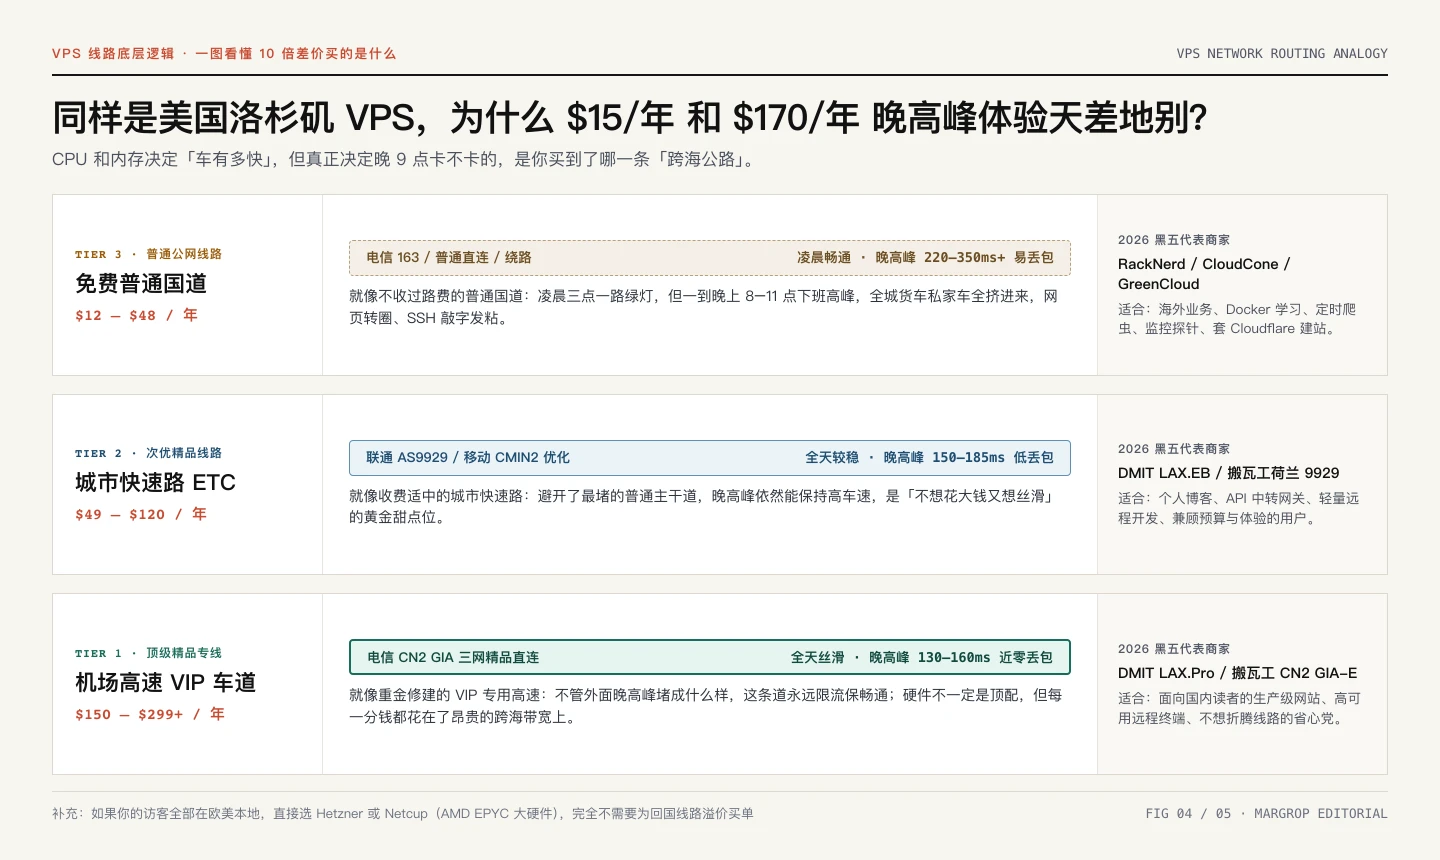 VPS 线路底层逻辑 · 一图看懂 10 倍差价买的是什么
VPS NETWORK ROUTING ANALOGY
同样是美国洛杉矶 VPS，为什么 $15/年 和 $170/年 晚高峰体验天差地别?
CPU 和内存决定「车有多快」，但真正决定晚 9 点卡不卡的，是你买到了哪一条「跨海公路」。
TIER 3 · 普通公网线路
免费普通国道
$12 — $48 / 年
电信 163 / 普通直连 / 绕路
凌晨畅通 · 晚高峰 220–350ms+ 易丢包
就像不收过路费的普通国道：凌晨三点一路绿灯，但一到晚上 8–11 点下班高峰，全城货车私家车全挤进来，网
页转圈、SSH 敲字发粘。
2026 黑五代表商家
RackNerd / CloudCone /
GreenCloud
适合：海外业务、Docker 学习、定时爬
虫、监控探针、套 Cloudflare 建站。
TIER 2 · 次优精品线路
城市快速路 ETC
$49 — $120 / 年
联通 AS9929 / 移动 CMIN2 优化
全天较稳 · 晚高峰 150–185ms 低丢包
就像收费适中的城市快速路：避开了最堵的普通主干道，晚高峰依然能保持高车速，是「不想花大钱又想丝滑」
的黄金甜点位。
2026 黑五代表商家
DMIT LAX.EB / 搬瓦工荷兰 9929
适合：个人博客、API 中转网关、轻量远
程开发、兼顾预算与体验的用户。
TIER 1 · 顶级精品专线
机场高速 VIP 车道
$150 — $299+ / 年
电信 CN2 GIA 三网精品直连
全天丝滑 · 晚高峰 130–160ms 近零丢包
就像重金修建的 VIP 专用高速：不管外面晚高峰堵成什么样，这条道永远限流保畅通；硬件不一定是顶配，但每
一分钱都花在了昂贵的跨海带宽上。
2026 黑五代表商家
DMIT LAX.Pro / 搬瓦工 CN2 GIA-E
适合：面向国内读者的生产级网站、高可
用远程终端、不想折腾线路的省心党。
补充：如果你的访客全部在欧美本地，直接选 Hetzner 或 Netcup（AMD EPYC 大硬件），完全不需要为回国线路溢价买单
FIG 04 / 05 · MARGROP EDITORIAL